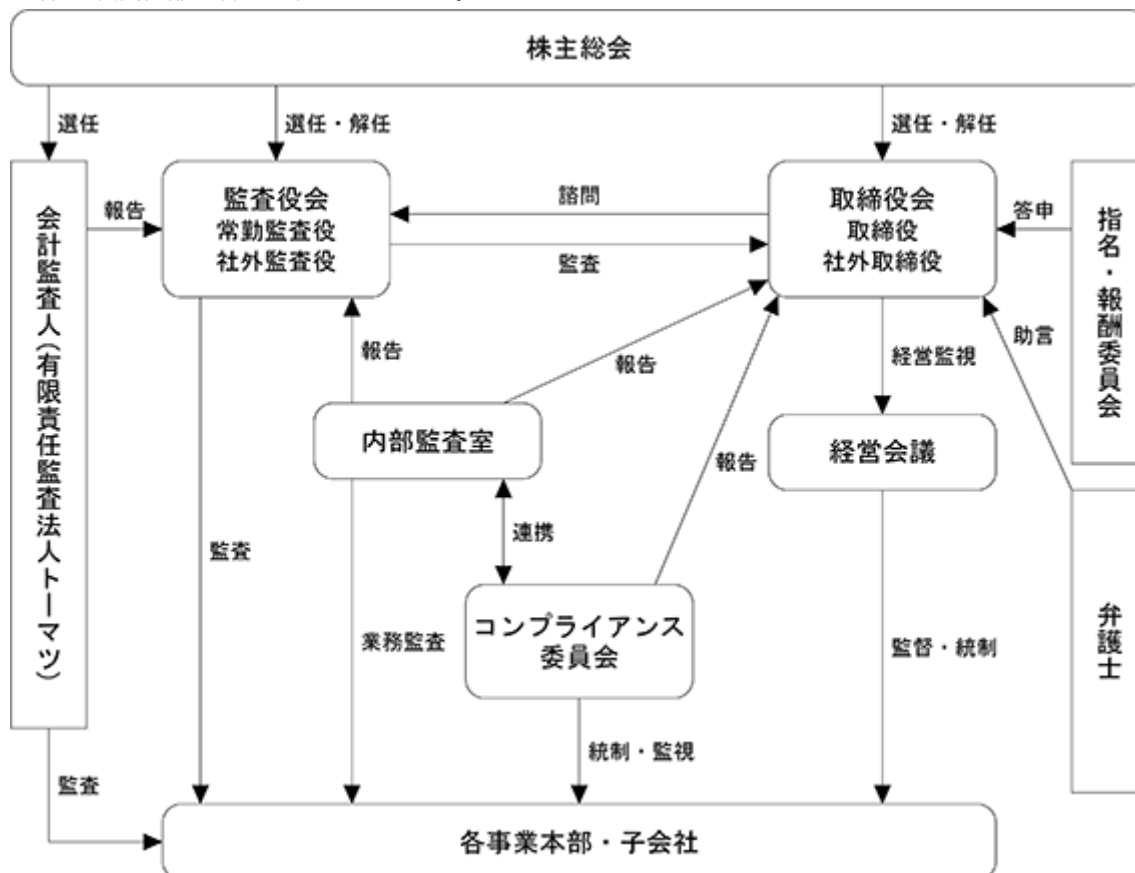 株主総会
選任
選任・解任
選任・解任
会計監査人(有限責任監査法人トーマツ)
報告
監査役会
常勤監査役
社外監査役
諮問
監査
取締役会
取締役
社外取締役
答申
指名・報酬委員会
報告
報告
経営監視
助言
内部監査室
報告
経営会議
連携
監査
業務監査
コンプライアンス
委員会
監督・統制
弁護士
統制・監視
監査
各事業本部・子会社